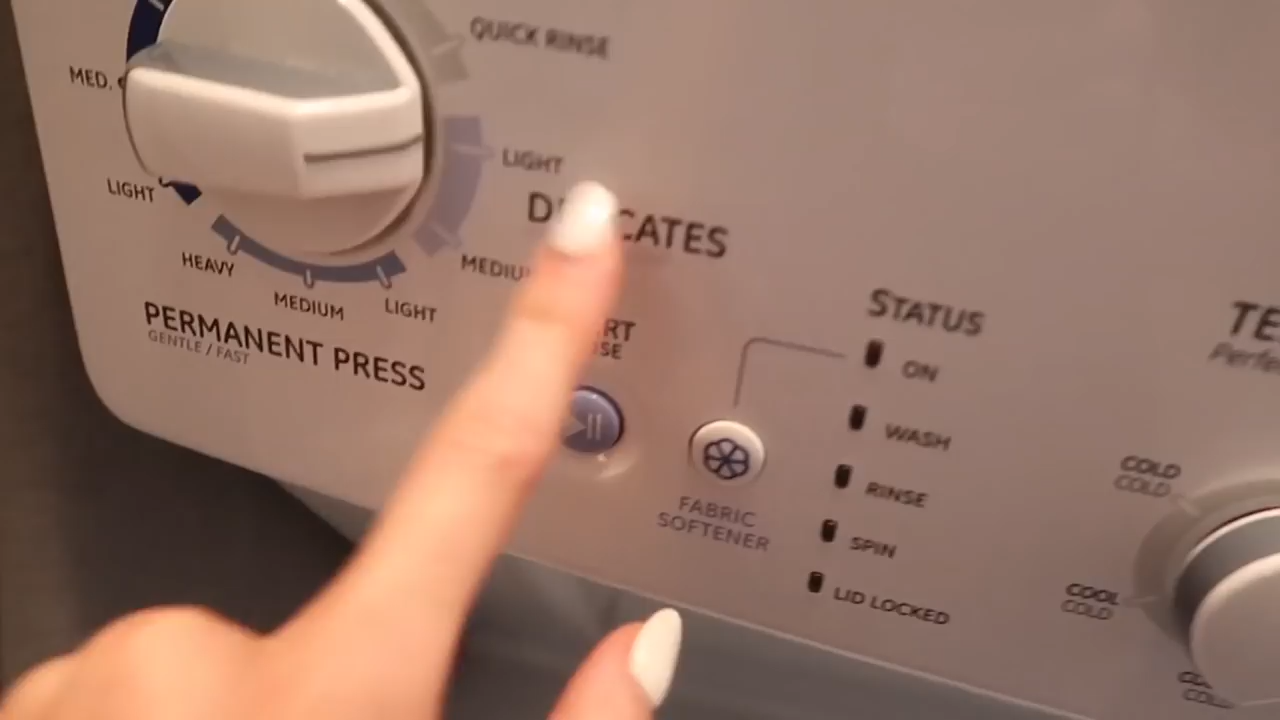 QUICK RINSE
MED.
LIGHT
LIGHT
HEAVY
MEDIUM
LIGHT
PERMANENT PRESS
GENTLE / FAST
STATUS
ON
WASH
RINSE
SPIN
LID LOCKED
FABRIC
SOFTENER
COLD
COLD
COOL
COLD